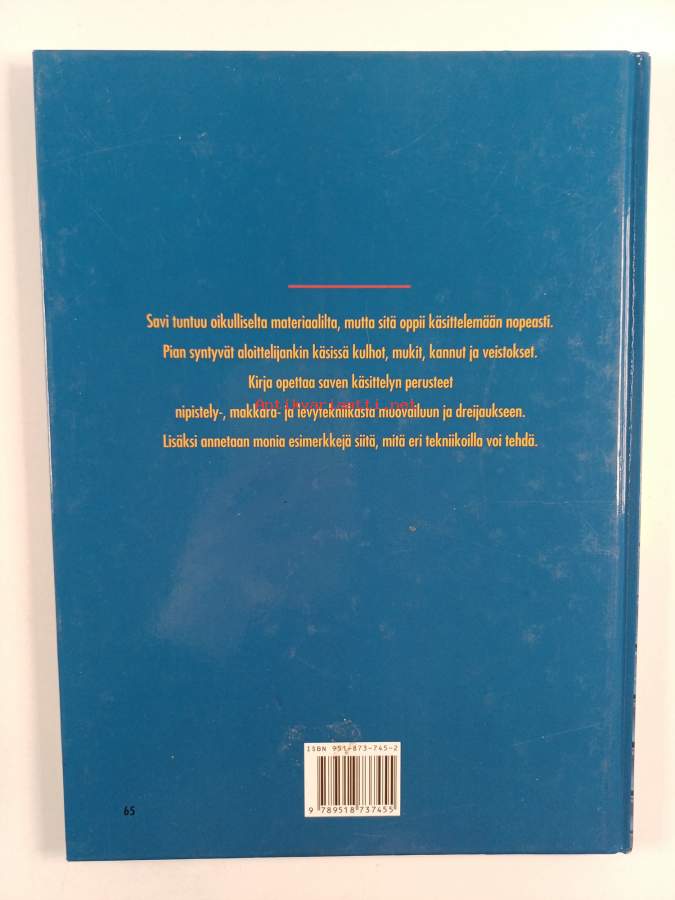 Savi tuntuu oikulliselta materiaalilta, mutta sitä oppii käsittelemään nopeasti.
Pian syntyvät aloittelijankin käsissä kulhot, mukit, kannut ja veistokset.
Kirja opettaa saven käsittelyn perusteet
Antikvariaatti.net
nipistely-, makkara- ja levytekniikasta muovailuun ja dreijaukseen.
Lisäksi annetaan monia esimerkkejä siitä, mitä eri tekniikoilla voi tehdä.
ISBN 951-873-745-2
9 789518 737455
65